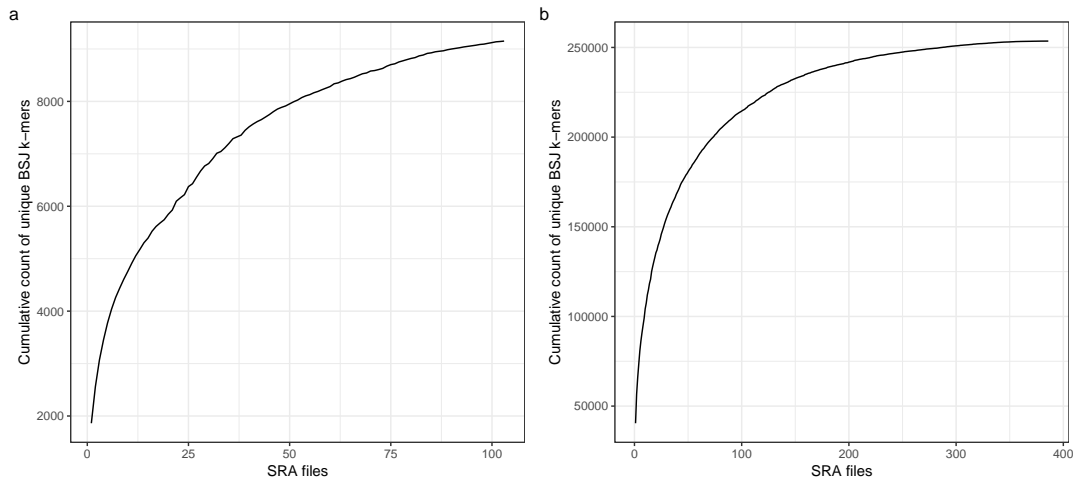 a
Cumulative count of unique BSJ k−mers
8000
6000
4000
2000
0 25 50 75 100
SRA files
b
Cumulative count of unique BSJ k−mers
250000
200000
150000
100000
50000
0 100 200 300 400
SRA files